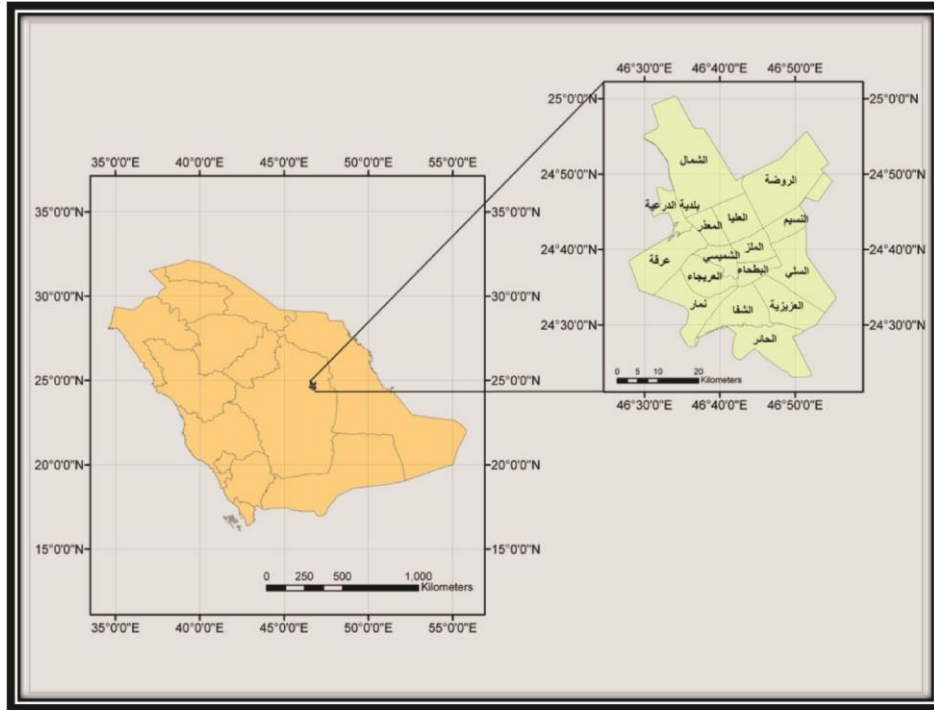 46°30'0"E 46°40'0"E 46°50'0"E
25°0'0"N 25°0'0"N
الشمال
24°50'0"N 24°50'0"N
الروضة
بلدية الدرعية
العليا
النسيم
المعذر
24°40'0"N 24°40'0"N
الملز
الشميسي
عرقة
البطحاء
السلي
العريجاء
نمار
العزيزية
الشفا
24°30'0"N 24°30'0"N
الحائر
0 5 10 20
Kilometers
46°30'0"E 46°40'0"E 46°50'0"E
35°0'0"E 40°0'0"E 45°0'0"E 50°0'0"E 55°0'0"E
35°0'0"N 35°0'0"N
30°0'0"N 30°0'0"N
25°0'0"N 25°0'0"N
20°0'0"N 20°0'0"N
15°0'0"N 15°0'0"N
0 250 500 1,000
Kilometers
35°0'0"E 40°0'0"E 45°0'0"E 50°0'0"E 55°0'0"E